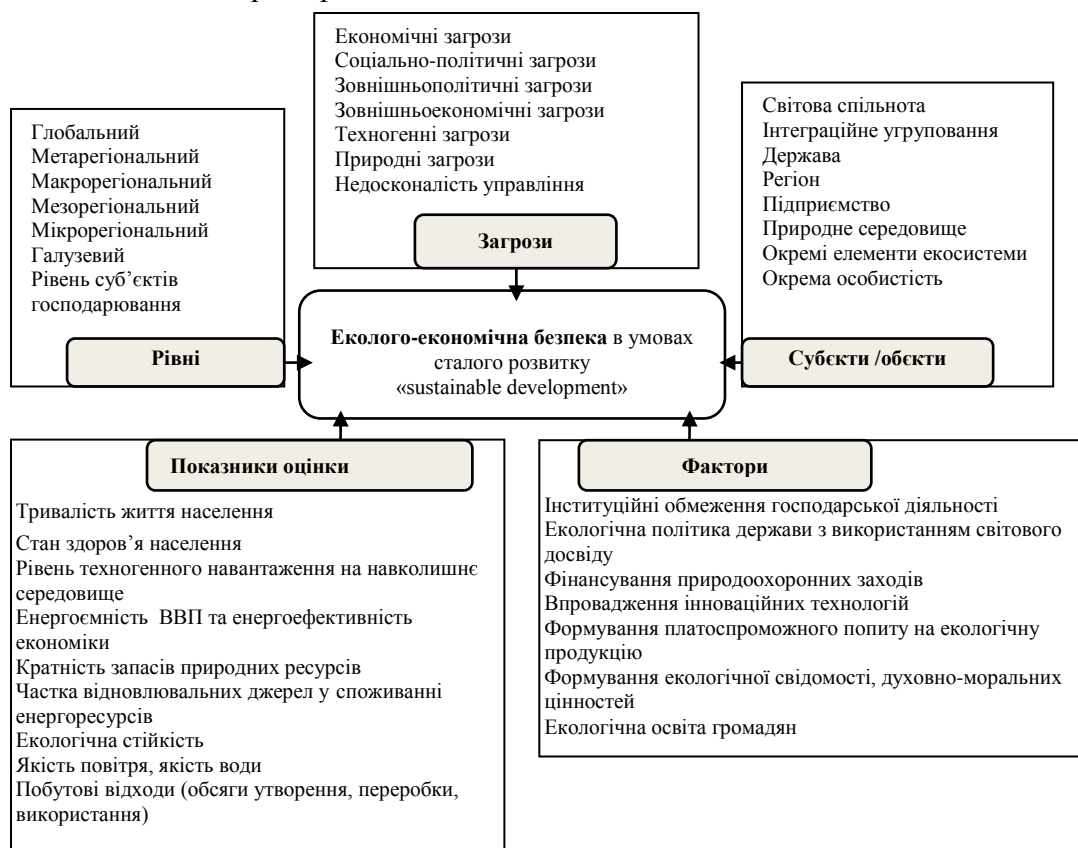 Економічні загрози
Соціально-політичні загрози
Зовнішньополітичні загрози
Зовнішньоекономічні загрози
Техногенні загрози
Природні загрози
Недосконалість управління
Загрози
Глобальний
Метарегіональний
Макрорегіональний
Мезорегіональний
Мікрорегіональний
Галузевий
Рівень суб’єктів
господарювання
Рівні
Світова спільнота
Інтеграційне угруповання
Держава
Регіон
Підприємство
Природне середовище
Окремі елементи екосистеми
Окрема особистість
Субєкти /обєкти
Еколого-економічна безпека в умовах
сталого розвитку
«sustainable development»
Показники оцінки
Тривалість життя населення
Стан здоров’я населення
Рівень техногенного навантаження на навколишнє
середовище
Енергоємність ВВП та енергоефективність
економіки
Кратність запасів природних ресурсів
Частка відновлювальних джерел у споживанні
енергоресурсів
Екологічна стійкість
Якість повітря, якість води
Побутові відходи (обсяги утворення, переробки,
використання)
Фактори
Інституційні обмеження господарської діяльності
Екологічна політика держави з використанням світового
досвіду
Фінансування природоохоронних заходів
Впровадження інноваційних технологій
Формування платоспроможного попиту на екологічну
продукцію
Формування екологічної свідомості, духовно-моральних
цінностей
Екологічна освіта громадян